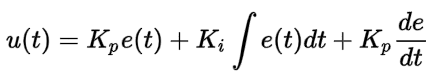 u(t) = K_p e(t) + K_i ∫ e(t)dt + K_p de/dt